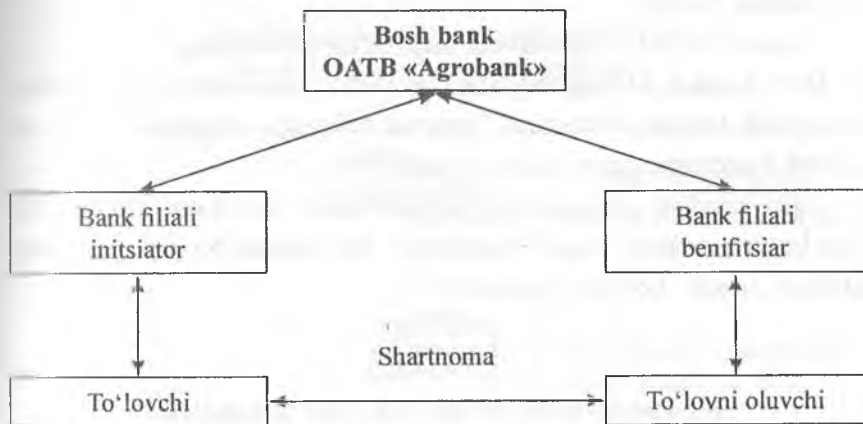 Bosh bank
OATB «Agrobank»
Bank filiali
initsiator
Bank filiali
benifitsiar
Shartnoma
To‘lovchi
To‘lovni oluvchi